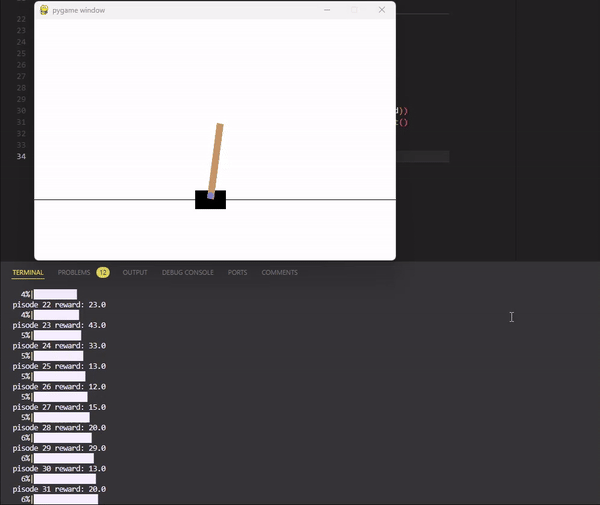 pygame window
22
23
24
25
26
27
28
29
30
d))
31
t()
32
33
34
TERMINAL PROBLEMS 12 OUTPUT DEBUG CONSOLE PORTS COMMENTS
4%|
pisode 22 reward: 23.0
4%|
pisode 23 reward: 43.0
5%|
pisode 24 reward: 33.0
5%|
pisode 25 reward: 13.0
5%|
pisode 26 reward: 12.0
5%|
pisode 27 reward: 15.0
5%|
pisode 28 reward: 20.0
6%|
pisode 29 reward: 29.0
6%|
pisode 30 reward: 13.0
6%|
pisode 31 reward: 20.0
6%|